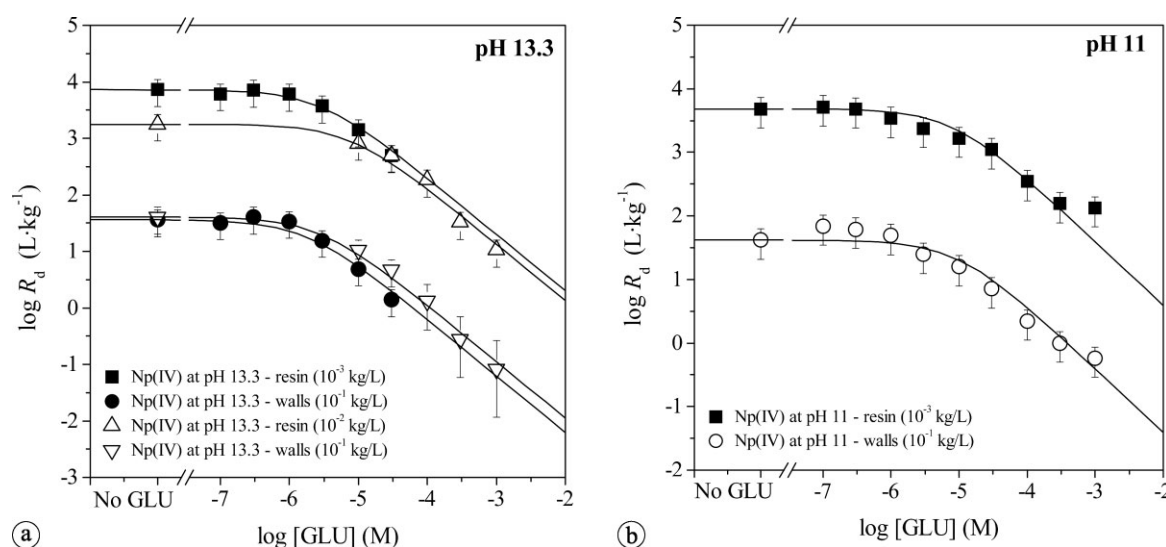 5
4
3
2
1
0
-1
-2
-3
log R_d (L·kg⁻¹)
pH 13.3
Np(IV) at pH 13.3 - resin (10⁻³ kg/L)
Np(IV) at pH 13.3 - walls (10⁻¹ kg/L)
Np(IV) at pH 13.3 - resin (10⁻² kg/L)
Np(IV) at pH 13.3 - walls (10⁻¹ kg/L)
No GLU -7 -6 -5 -4 -3 -2
log [GLU] (M)
a
5
4
3
2
1
0
-1
-2
log R_d (L·kg⁻¹)
pH 11
Np(IV) at pH 11 - resin (10⁻³ kg/L)
Np(IV) at pH 11 - walls (10⁻¹ kg/L)
No GLU -7 -6 -5 -4 -3 -2
log [GLU] (M)
b